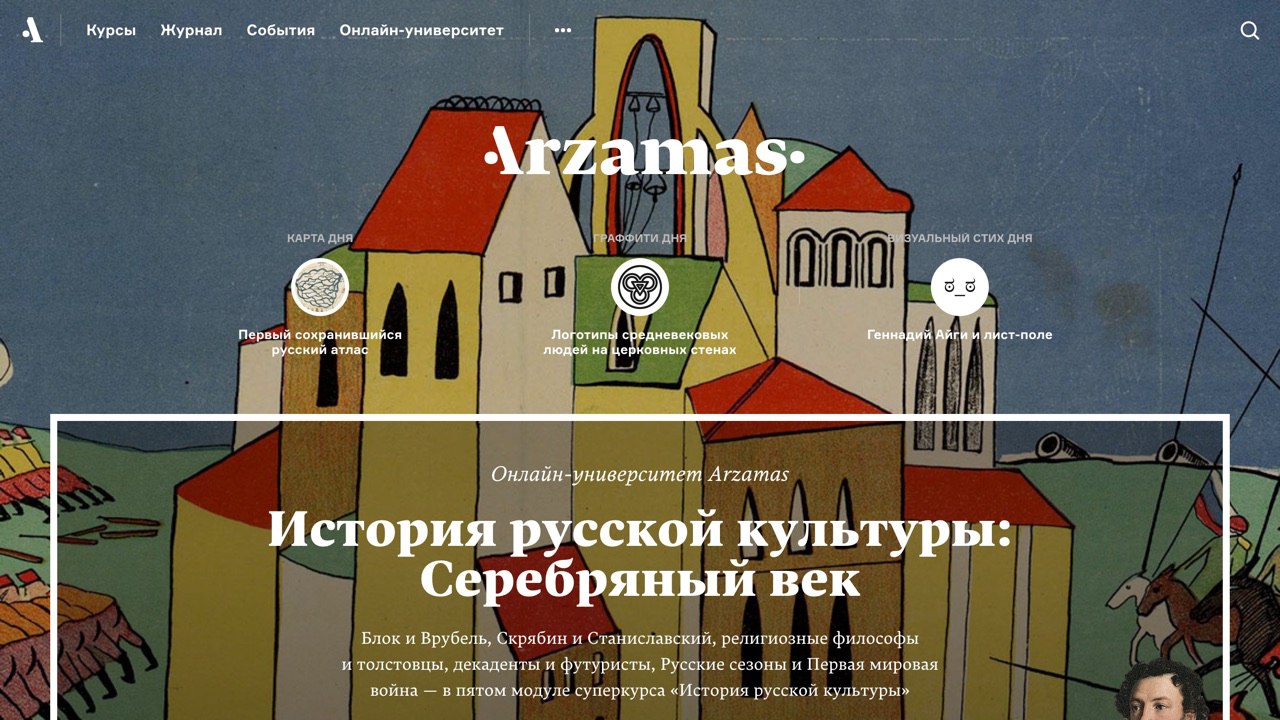 Курсы Журнал События Онлайн-университет
Arzamas
КАРТА ДНЯ
Первый сохранившийся
русский атлас
ГРАФФИТИ ДНЯ
Логотипы средневековых
людей на церковных стенах
ВИЗУАЛЬНЫЙ СТИХ ДНЯ
Геннадий Айги и лист-поле
Онлайн-университет Arzamas
История русской культуры:
Серебряный век
Блок и Врубель, Скрябин и Станиславский, религиозные философы
и толстовцы, декаденты и футуристы, Русские сезоны и Первая мировая
война — в пятом модуле суперкурса «История русской культуры»